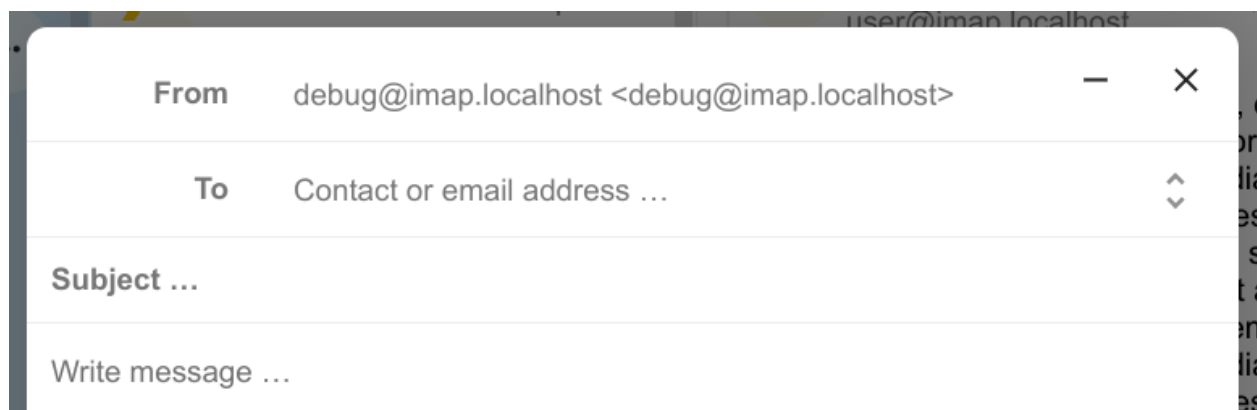 user@imap.localhost
From debug@imap.localhost <debug@imap.localhost>
To Contact or email address …
Subject …
Write message …